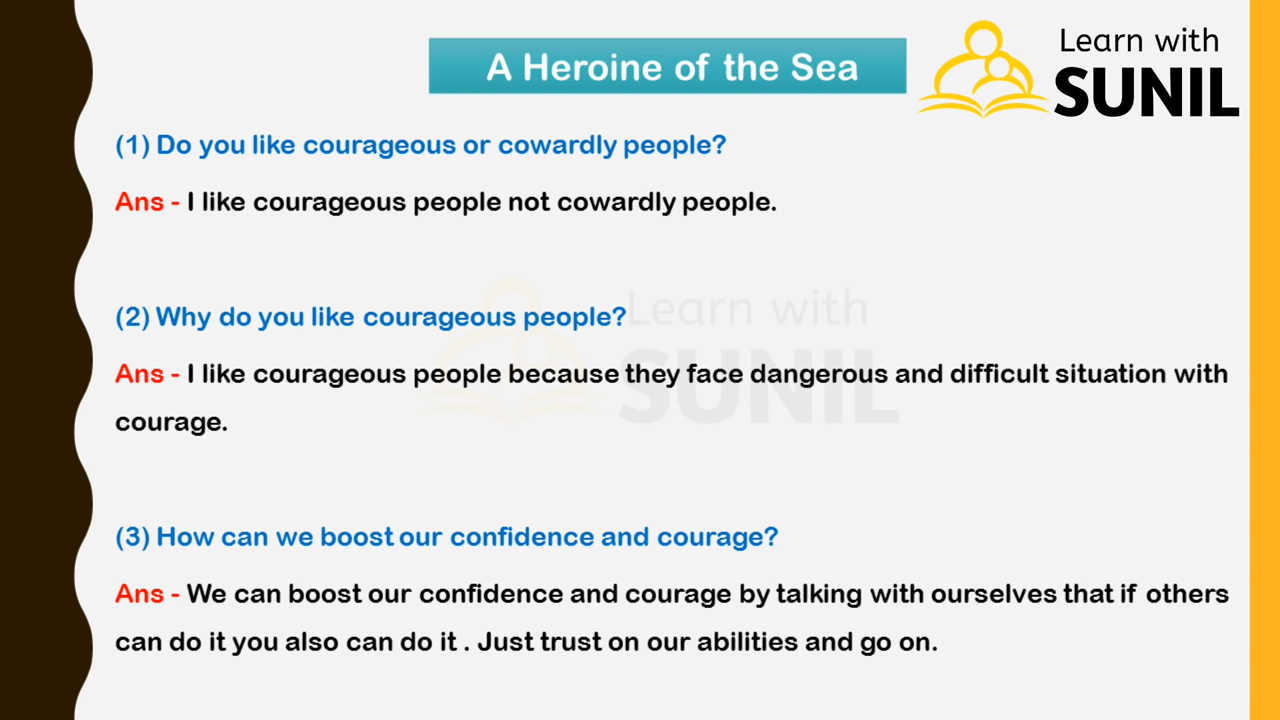 A Heroine of the Sea
Learn with
SUNIL
(1) Do you like courageous or cowardly people?
Ans - I like courageous people not cowardly people.
(2) Why do you like courageous people?
Learn with
Ans - I like courageous people because they face dangerous and difficult situation with
SUNIL
courage.
(3) How can we boost our confidence and courage?
Ans - We can boost our confidence and courage by talking with ourselves that if others
can do it you also can do it . Just trust on our abilities and go on.